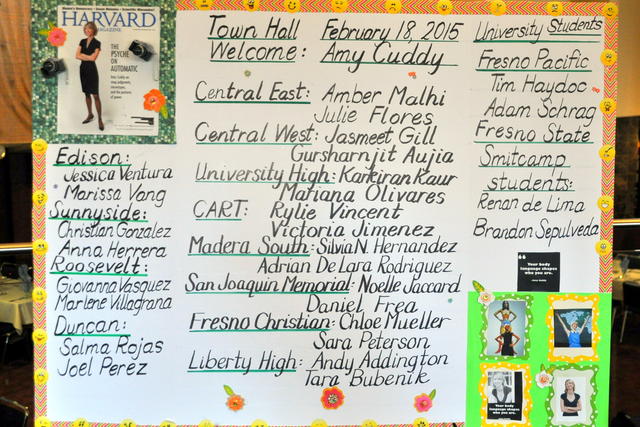 HARVARD
MAGAZINE
THE
PSYCHE
ON
AUTOMATIC
Edison:
Jessica Ventura
Marissa Vang
Sunnyside:
Christian Gonzalez
Anna Herrera
Roosevelt:
Giovanna Vasquez
Marlene Villagrana
Duncan:
Salma Rojas
Joel Perez
Town Hall February 18, 2015
Welcome: Amy Cuddy
Central East: Amber Malhi
Julie Flores
Central West: Jasmeet Gill
Gursharnjit Aujla
University High: Karkiran Kaur
Mariana Olivares
CART: Rylie Vincent
Victoria Jimenez
Madera South: Silvia N. Hernandez
Adrian De Lara Rodriguez
San Joaquin Memorial: Noelle Jaccard
Daniel Frea
Fresno Christian: Chloe Mueller
Sara Peterson
Liberty High: Andy Addington
Tara Bubenik
University Students
Fresno Pacific
Tim Haydoc
Adam Schrag
Fresno State
Smitcamp
students:
Renan de Lima
Brandon Sepulveda
Your body
language shapes
who you are.